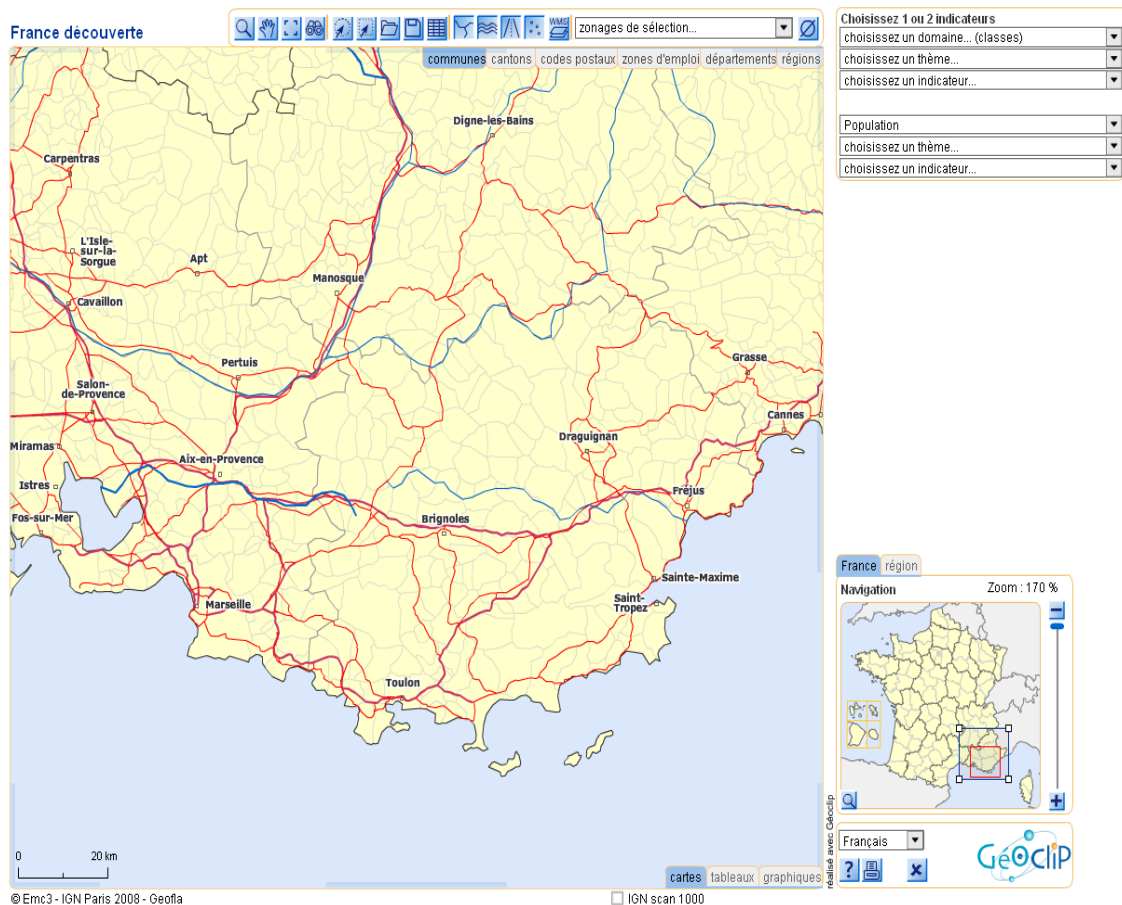 France découverte
WMS
zonages de sélection...
communes
cantons
codes postaux
zones d'emploi
départements
régions
Digne-les-Bains
Carpentras
L'Isle-
sur-la-
Sorgue
Apt
Manosque
Cavaillon
Pertuis
Grasse
Salon-
de-Provence
Cannes
Draguignan
Miramas
Aix-en-Provence
Istres
Fréjus
Fos-sur-Mer
Brignoles
Sainte-Maxime
Saint-
Tropez
Marseille
Toulon
0 20 km
cartes
tableaux
graphiques
© Emc3 - IGN Paris 2008 - Geofla
IGN scan 1000
réalisé avec Géoclip
Choisissez 1 ou 2 indicateurs
choisissez un domaine... (classes)
choisissez un thème...
choisissez un indicateur...
Population
choisissez un thème...
choisissez un indicateur...
France
région
Navigation
Zoom : 170 %
Français
GéOcliP
?